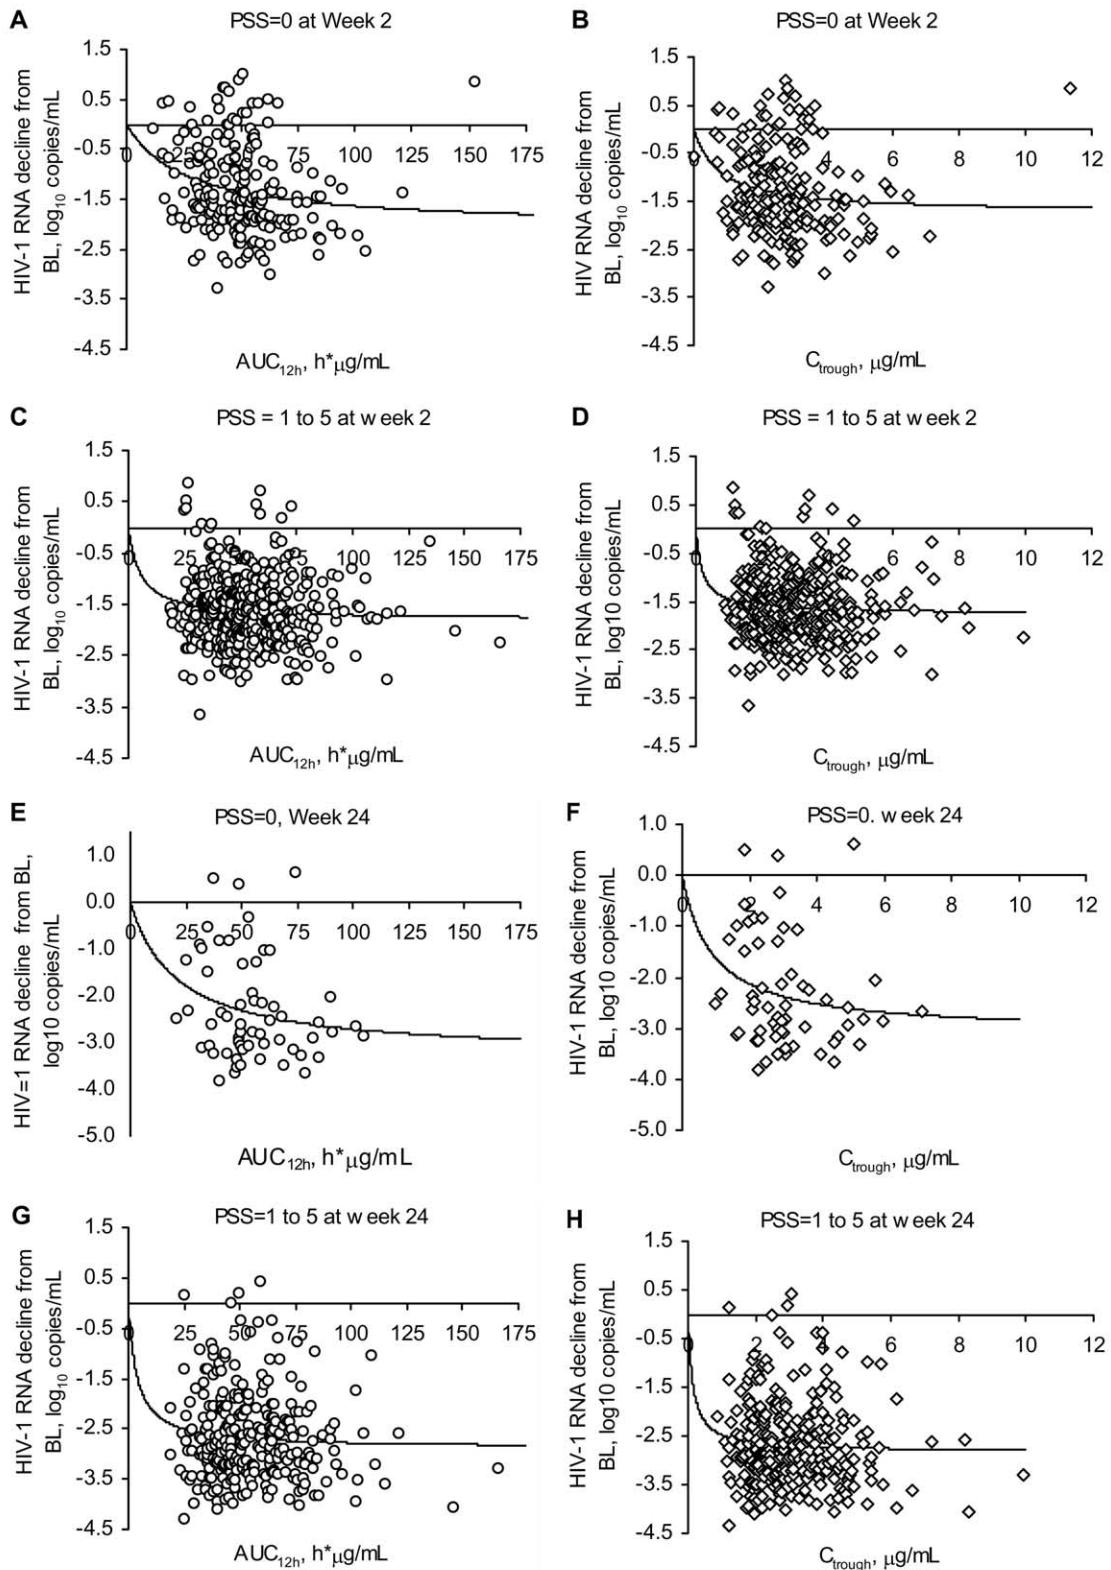 A
PSS=0 at Week 2
HIV-1 RNA decline from
BL, log10 copies/mL
1.5
0.5
-0.5
-1.5
-2.5
-3.5
-4.5
0 25 75 100 125 150 175
AUC12h, h*µg/mL
B
PSS=0 at Week 2
HIV RNA decline from
BL, log10 copies/mL
1.5
0.5
-0.5
-1.5
-2.5
-3.5
-4.5
0 4 6 8 10 12
Ctrough, µg/mL
C
PSS = 1 to 5 at week 2
HIV-1 RNA decline from
BL, log10 copies/mL
1.5
0.5
-0.5
-1.5
-2.5
-3.5
-4.5
0 25 50 75 100 125 150 175
AUC12h, h*µg/mL
D
PSS = 1 to 5 at week 2
HIV-1 RNA decline from
BL, log10 copies/mL
1.5
0.5
-0.5
-1.5
-2.5
-3.5
-4.5
0 4 6 8 10 12
Ctrough, µg/mL
E
PSS=0, Week 24
HIV=1 RNA decline from BL,
log10 copies/mL
1.0
0.0
-1.0
-2.0
-3.0
-4.0
-5.0
0 25 50 75 100 125 150 175
AUC12h, h*µg/mL
F
PSS=0. week 24
HIV-1 RNA decline from
BL, log10 copies/mL
1.0
0.0
-1.0
-2.0
-3.0
-4.0
-5.0
0 2 4 6 8 10 12
Ctrough, µg/mL
G
PSS=1 to 5 at week 24
HIV-1 RNA decline from
BL, log10 copies/mL
1.5
0.5
-0.5
-1.5
-2.5
-3.5
-4.5
0 25 50 75 100 125 150 175
AUC12h, h*µg/mL
H
PSS=1 to 5 at week 24
HIV-1 RNA decline from
BL, log10 copies/mL
1.5
0.5
-0.5
-1.5
-2.5
-3.5
-4.5
0 2 4 6 8 10 12
Ctrough, µg/mL